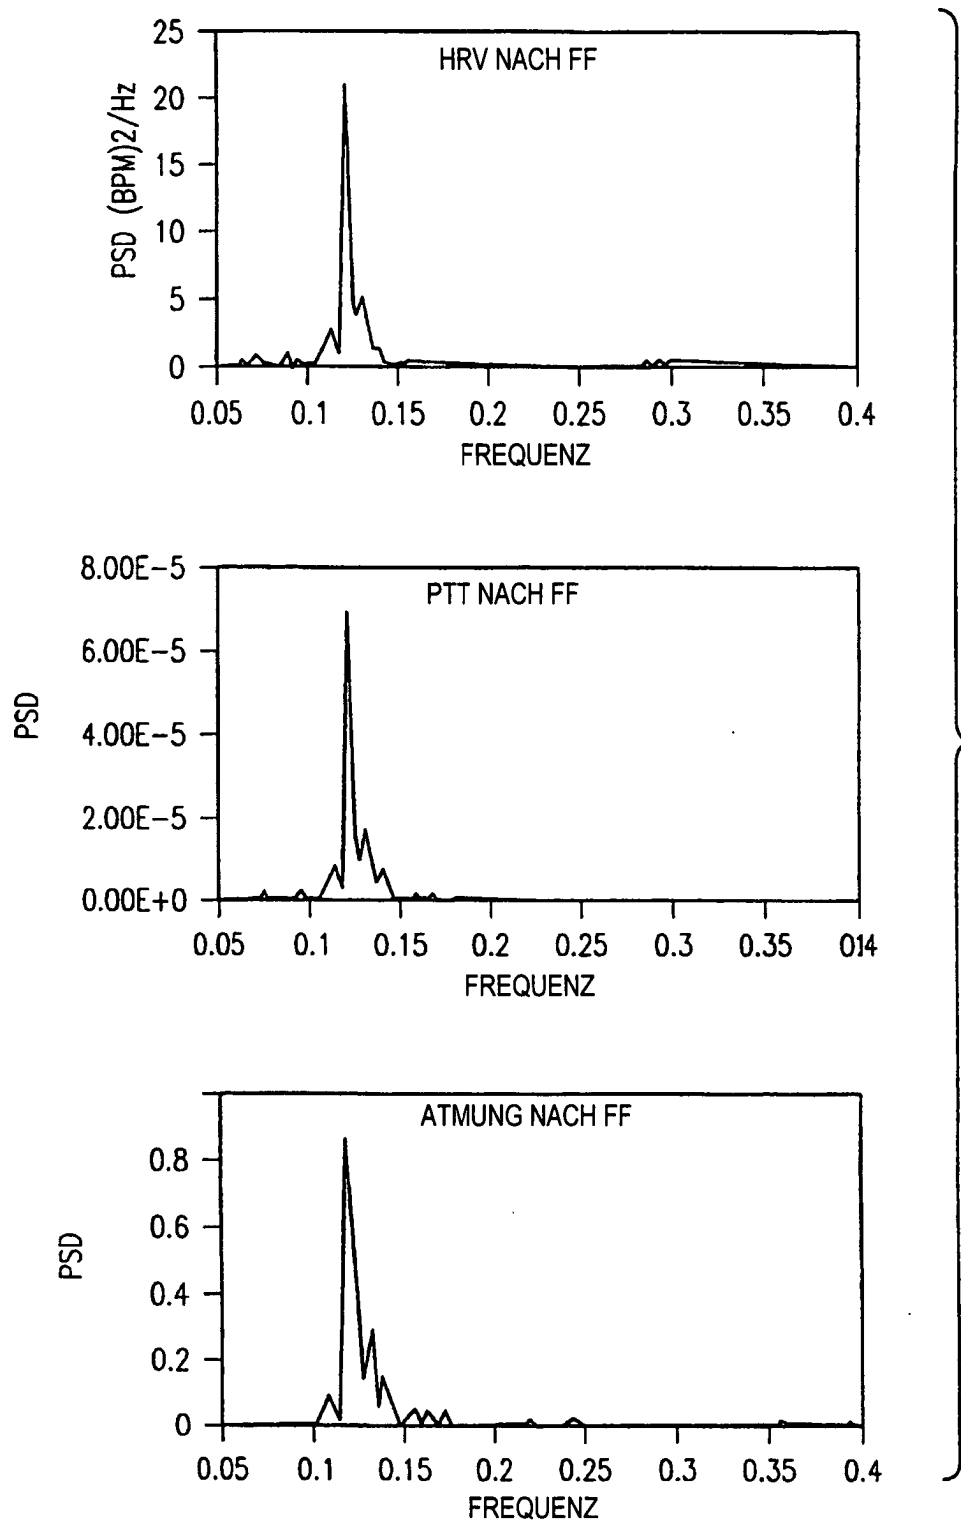 HRV NACH FF
PSD (BPM)2/Hz
25
20
15
10
5
0
0.05 0.1 0.15 0.2 0.25 0.3 0.35 0.4
FREQUENZ
PTT NACH FF
PSD
8.00E-5
6.00E-5
4.00E-5
2.00E-5
0.00E+0
0.05 0.1 0.15 0.2 0.25 0.3 0.35 014
FREQUENZ
ATMUNG NACH FF
PSD
0.8
0.6
0.4
0.2
0
0.05 0.1 0.15 0.2 0.25 0.3 0.35 0.4
FREQUENZ